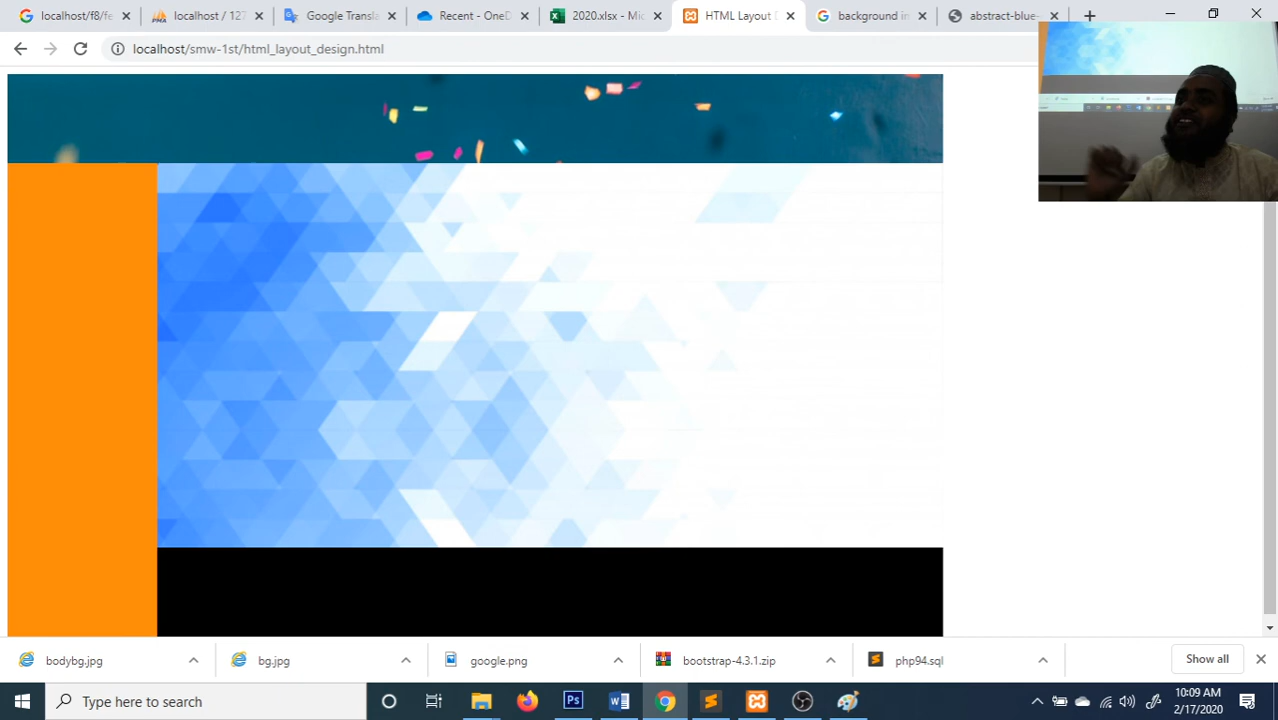 localhost/f8/fe
localhost / 127
Google Transla
Recent - OneD
2020.xlsx - Mic
HTML Layout D
background in
abstract-blue-
localhost/smw-1st/html_layout_design.html
bodybg.jpg
bg.jpg
google.png
bootstrap-4.3.1.zip
php94.sql
Show all
Type here to search
Ps
10:09 AM
2/17/2020